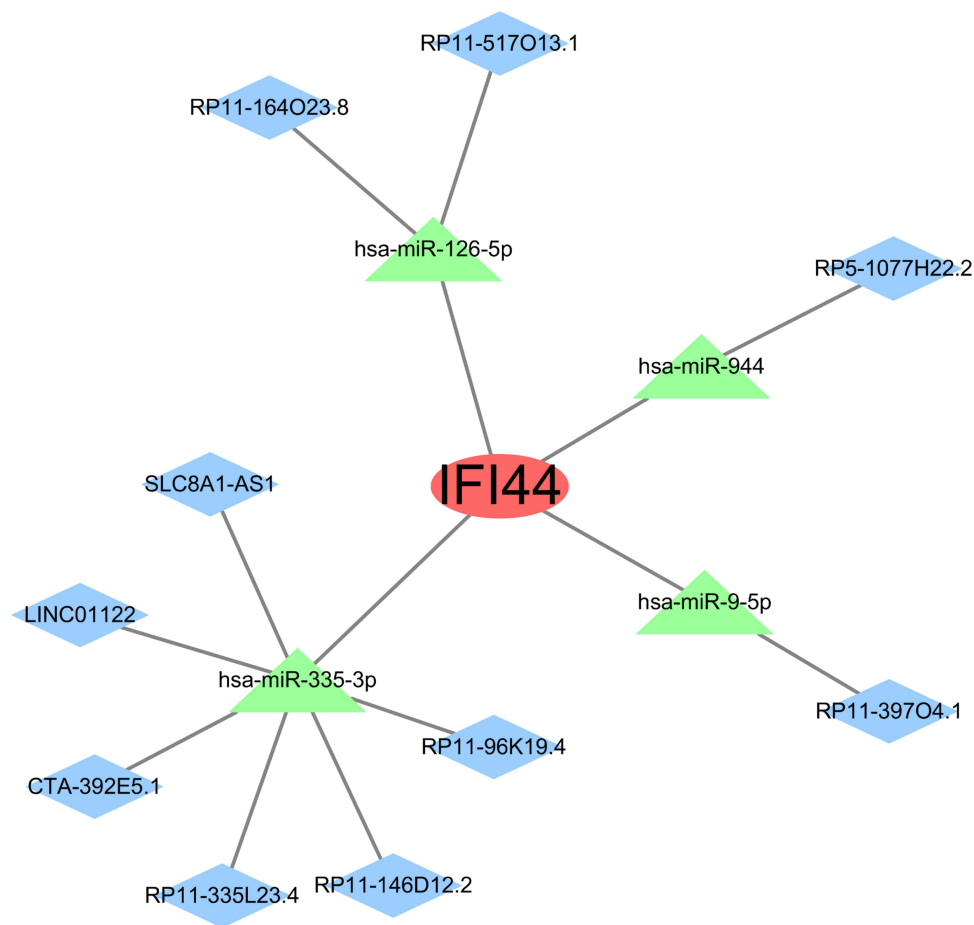 RP11-517O13.1
RP11-164O23.8
hsa-miR-126-5p
RP5-1077H22.2
hsa-miR-944
SLC8A1-AS1
IFI44
LINC01122
hsa-miR-9-5p
hsa-miR-335-3p
RP11-397O4.1
RP11-96K19.4
CTA-392E5.1
RP11-335L23.4
RP11-146D12.2